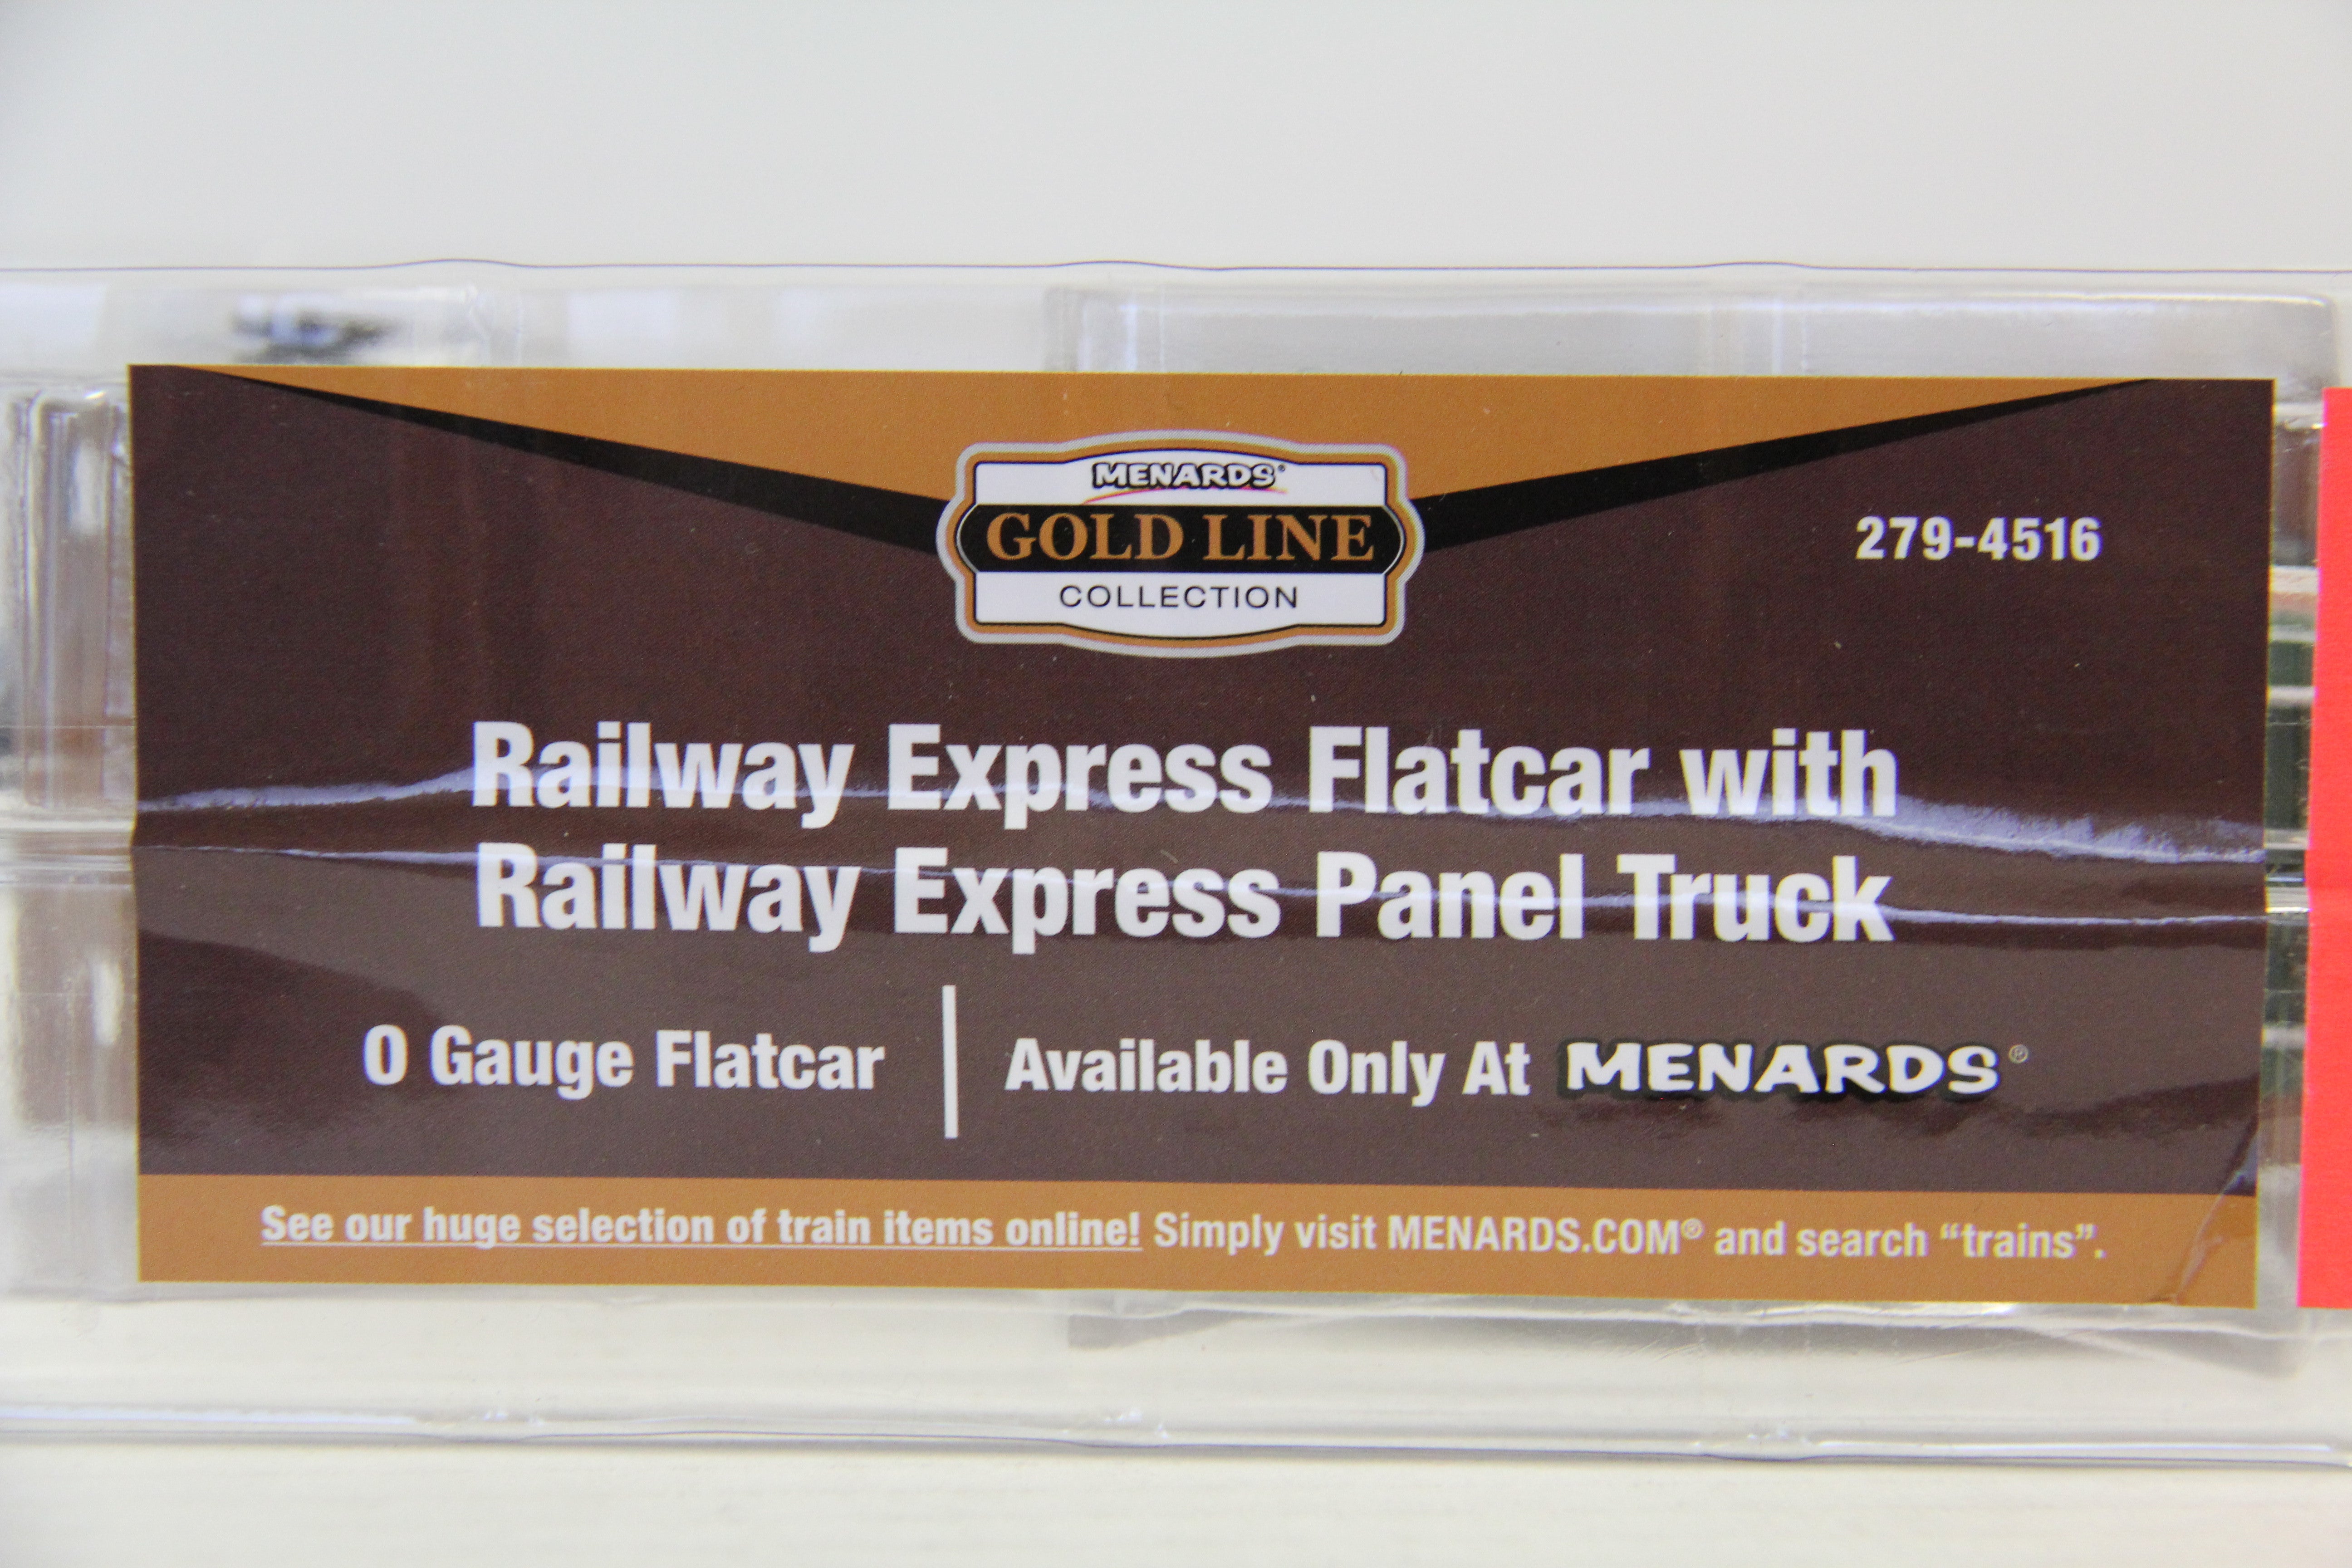 MENARDS®
GOLD LINE
COLLECTION
279-4516
Railway Express Flatcar with
Railway Express Panel Truck
O Gauge Flatcar | Available Only At MENARDS®
See our huge selection of train items online! Simply visit MENARDS.COM® and search “trains”.